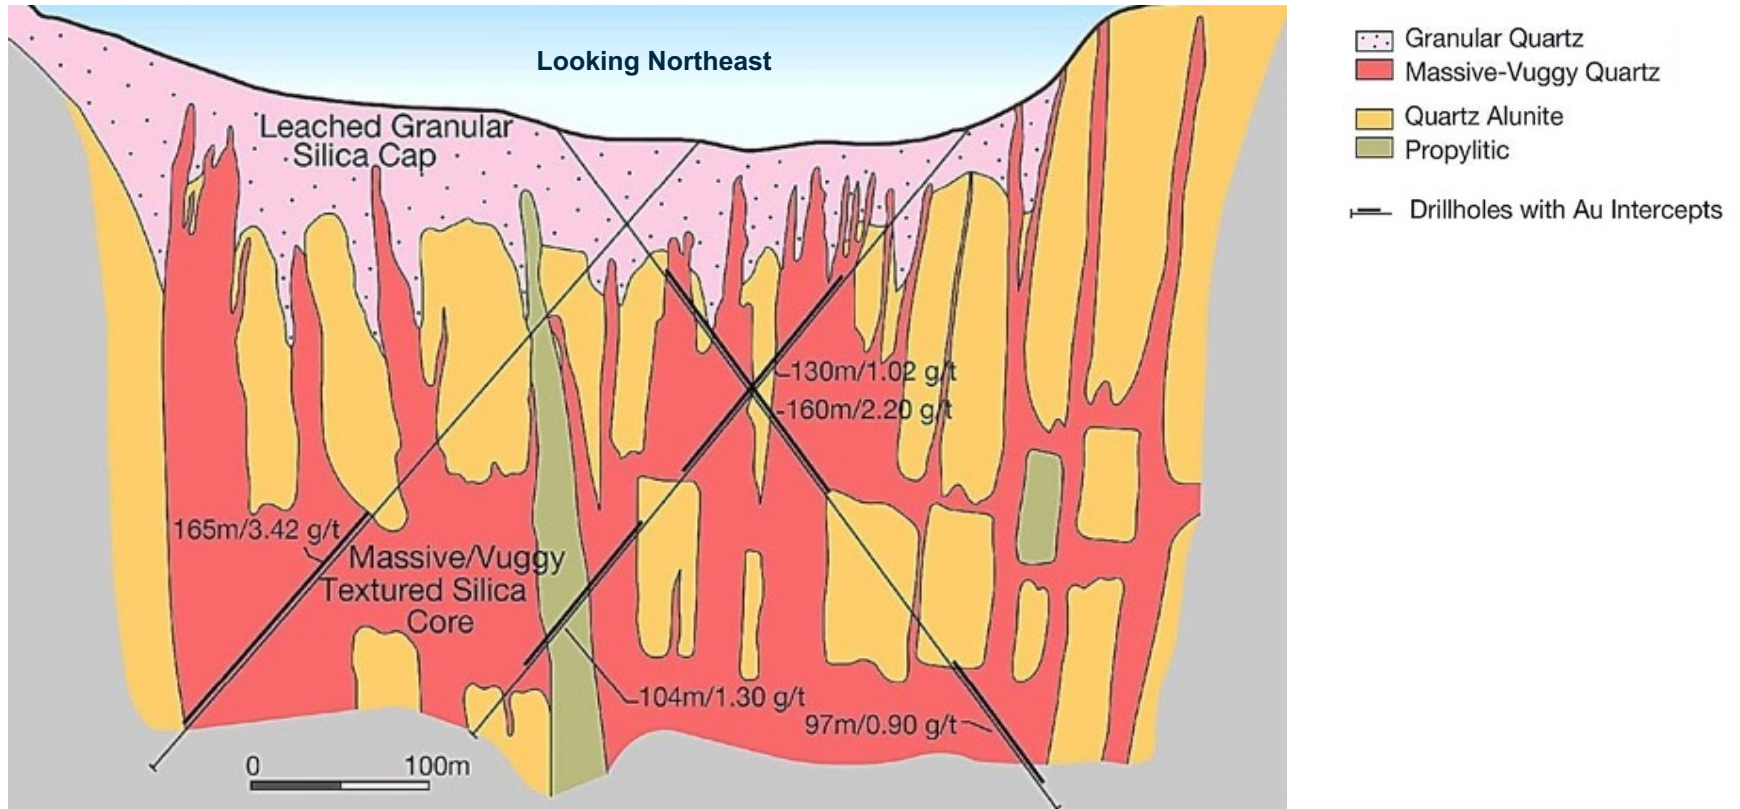 Looking Northeast
Leached Granular
Silica Cap
130m/1.02 g/t
160m/2.20 g/t
165m/3.42 g/t
Massive/Vuggy
Textured Silica
Core
104m/1.30 g/t
97m/0.90 g/t
0 100m
Granular Quartz
Massive-Vuggy Quartz
Quartz Alunite
Propylitic
Drillholes with Au Intercepts